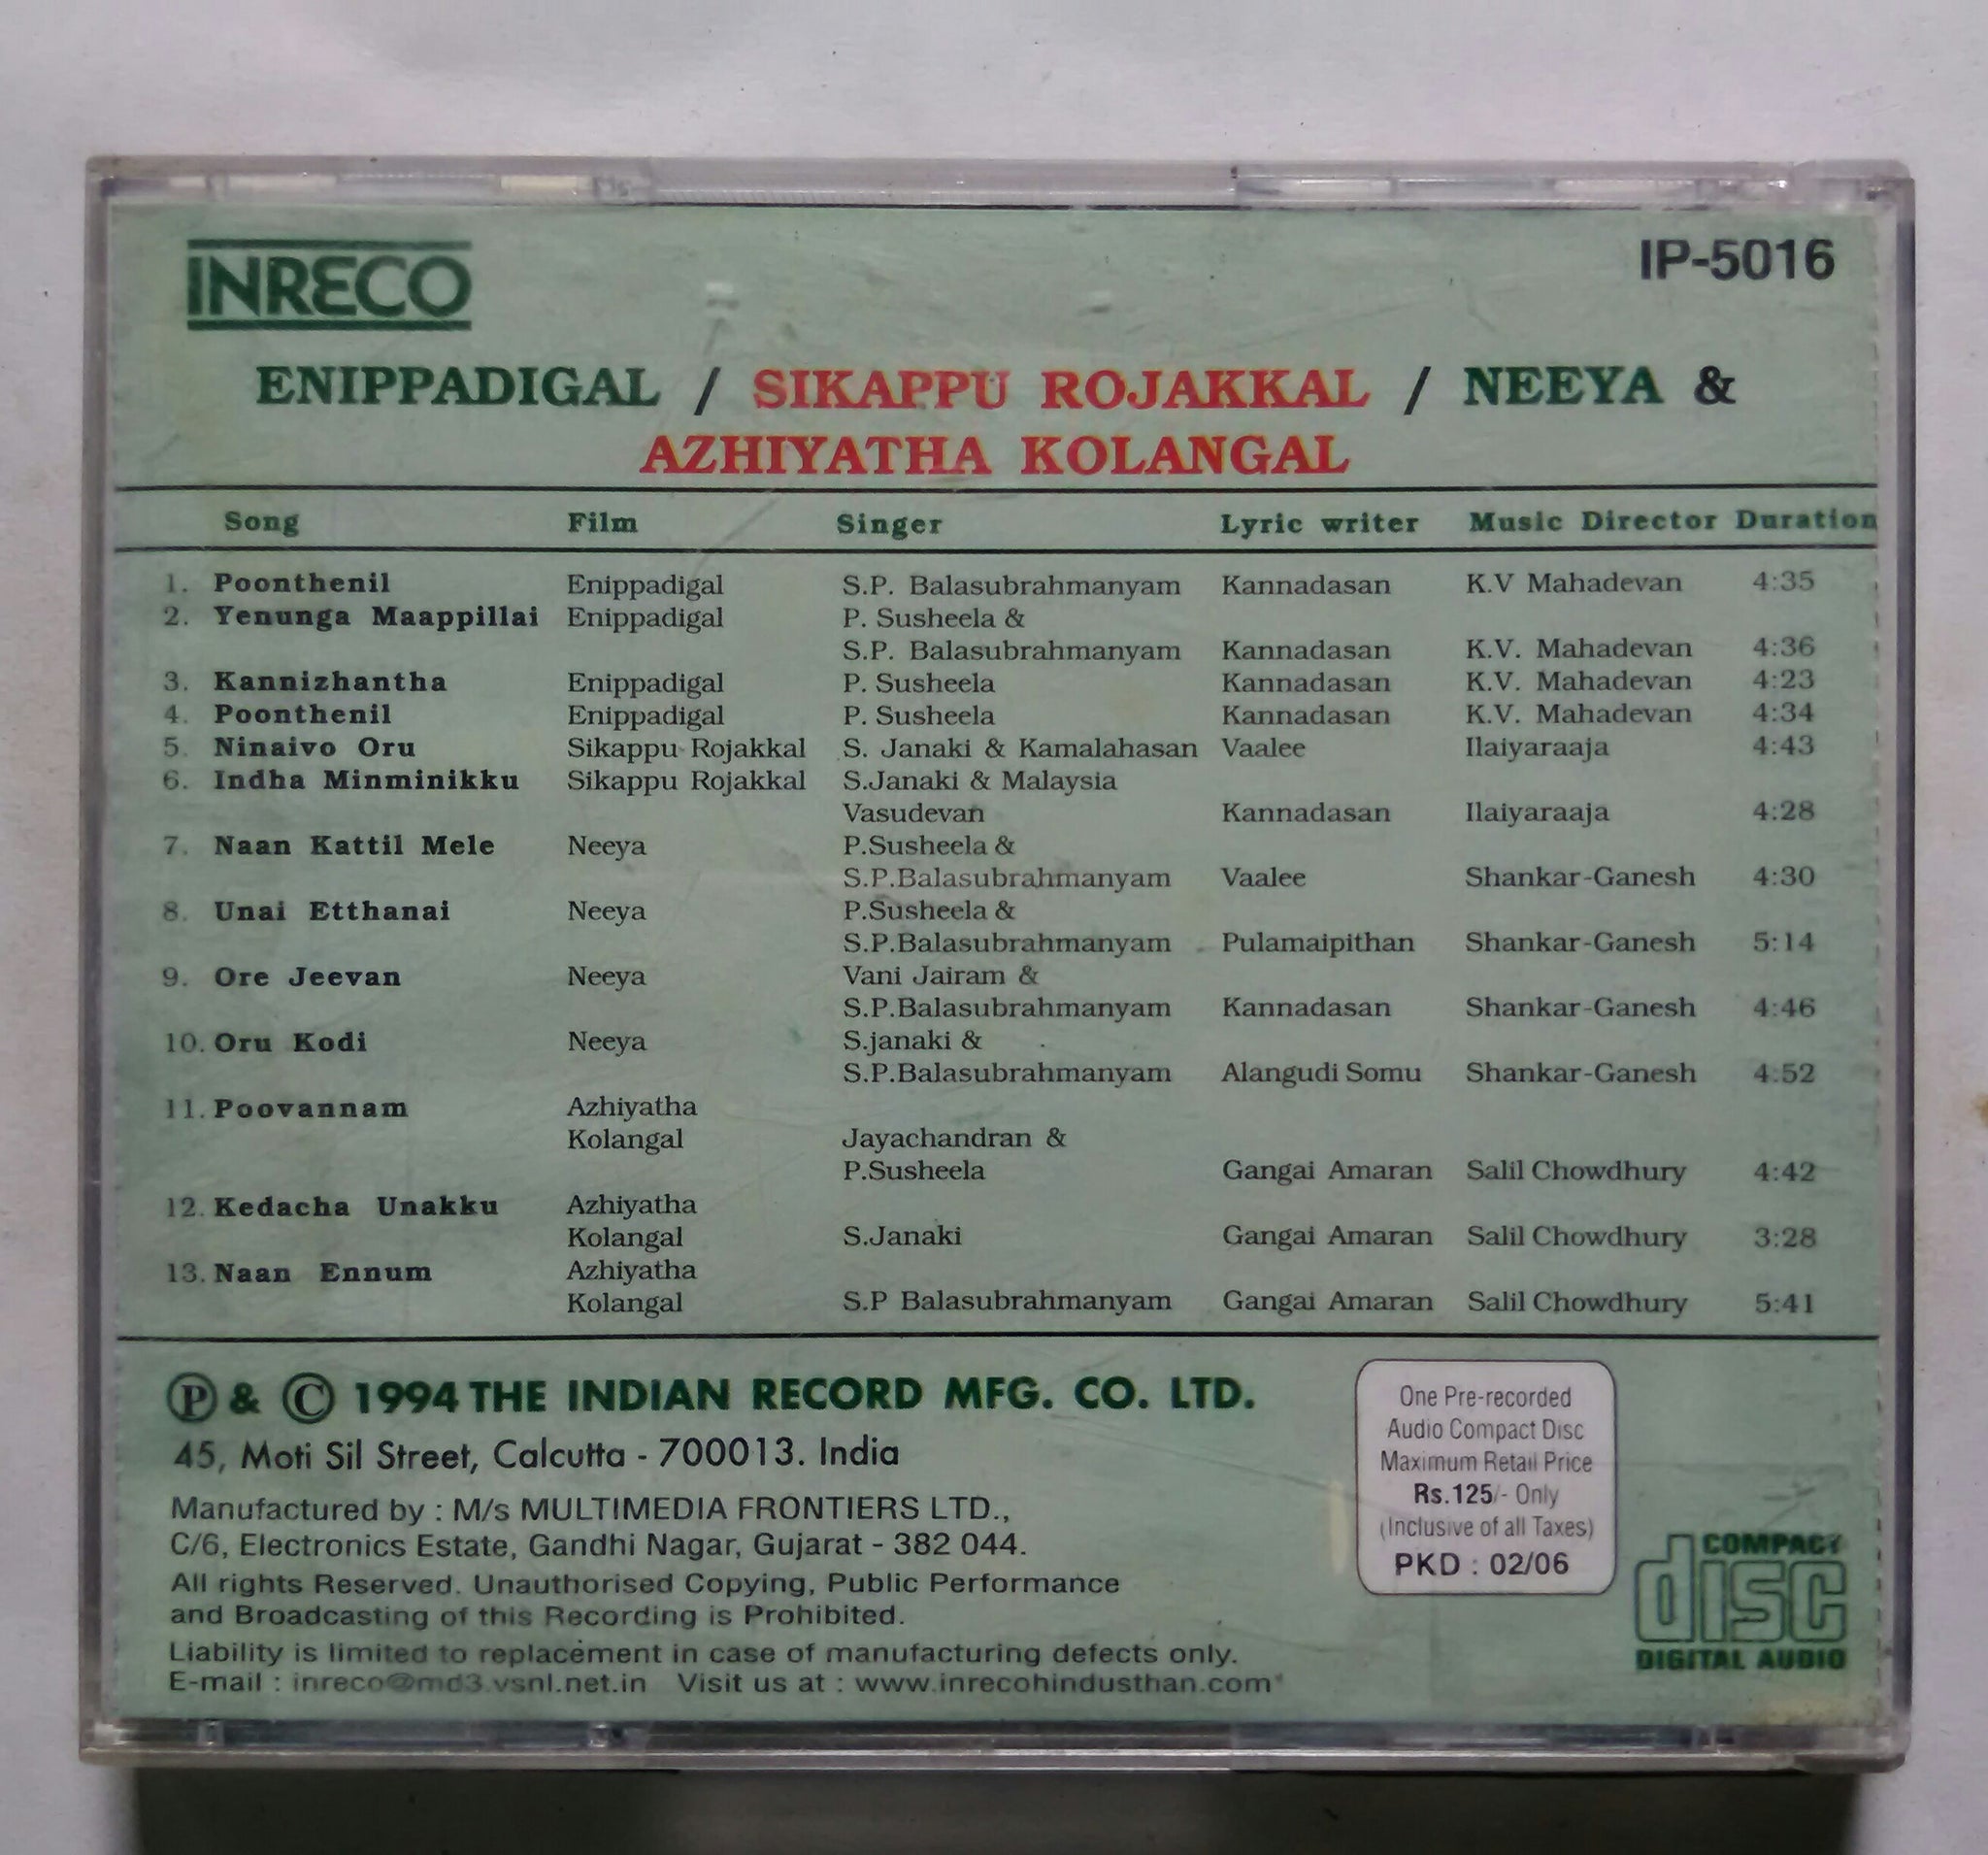 INRECO
IP-5016
ENIPPADIGAL / SIKAPPU ROJAKKAL / NEEYA &
AZHIYATHA KOLANGAL
Song Film Singer Lyric writer Music Director Duration
1. Poonthenil Enippadigal S.P. Balasubrahmanyam Kannadasan K.V Mahadevan 4:35
2. Yenunga Maappillai Enippadigal P. Susheela &
S.P. Balasubrahmanyam Kannadasan K.V. Mahadevan 4:36
3. Kannizhantha Enippadigal P. Susheela Kannadasan K.V. Mahadevan 4:23
4. Poonthenil Enippadigal P. Susheela Kannadasan K.V. Mahadevan 4:34
5. Ninaivo Oru Sikappu Rojakkal S. Janaki & Kamalahasan Vaalee Ilaiyaraaja 4:43
6. Indha Minminikku Sikappu Rojakkal S.Janaki & Malaysia
Vasudevan Kannadasan Ilaiyaraaja 4:28
7. Naan Kattil Mele Neeya P.Susheela &
S.P.Balasubrahmanyam Vaalee Shankar-Ganesh 4:30
8. Unai Etthanai Neeya P.Susheela &
S.P.Balasubrahmanyam Pulamaipithan Shankar-Ganesh 5:14
9. Ore Jeevan Neeya Vani Jairam &
S.P.Balasubrahmanyam Kannadasan Shankar-Ganesh 4:46
10. Oru Kodi Neeya S.janaki &
S.P.Balasubrahmanyam Alangudi Somu Shankar-Ganesh 4:52
11. Poovannam Azhiyatha
Kolangal Jayachandran &
P.Susheela Gangai Amaran Salil Chowdhury 4:42
12. Kedacha Unakku Azhiyatha
Kolangal S.Janaki Gangai Amaran Salil Chowdhury 3:28
13. Naan Ennum Azhiyatha
Kolangal S.P Balasubrahmanyam Gangai Amaran Salil Chowdhury 5:41
Ⓟ & © 1994 THE INDIAN RECORD MFG. CO. LTD.
45, Moti Sil Street, Calcutta - 700013. India
Manufactured by : M/s MULTIMEDIA FRONTIERS LTD.,
C/6, Electronics Estate, Gandhi Nagar, Gujarat - 382 044.
All rights Reserved. Unauthorised Copying, Public Performance
and Broadcasting of this Recording is Prohibited.
Liability is limited to replacement in case of manufacturing defects only.
E-mail : inreco@md3.vsnl.net.in Visit us at : www.inrecohindusthan.com
One Pre-recorded
Audio Compact Disc
Maximum Retail Price
Rs.125/- Only
(Inclusive of all Taxes)
PKD : 02/06
COMPACT
disc
DIGITAL AUDIO